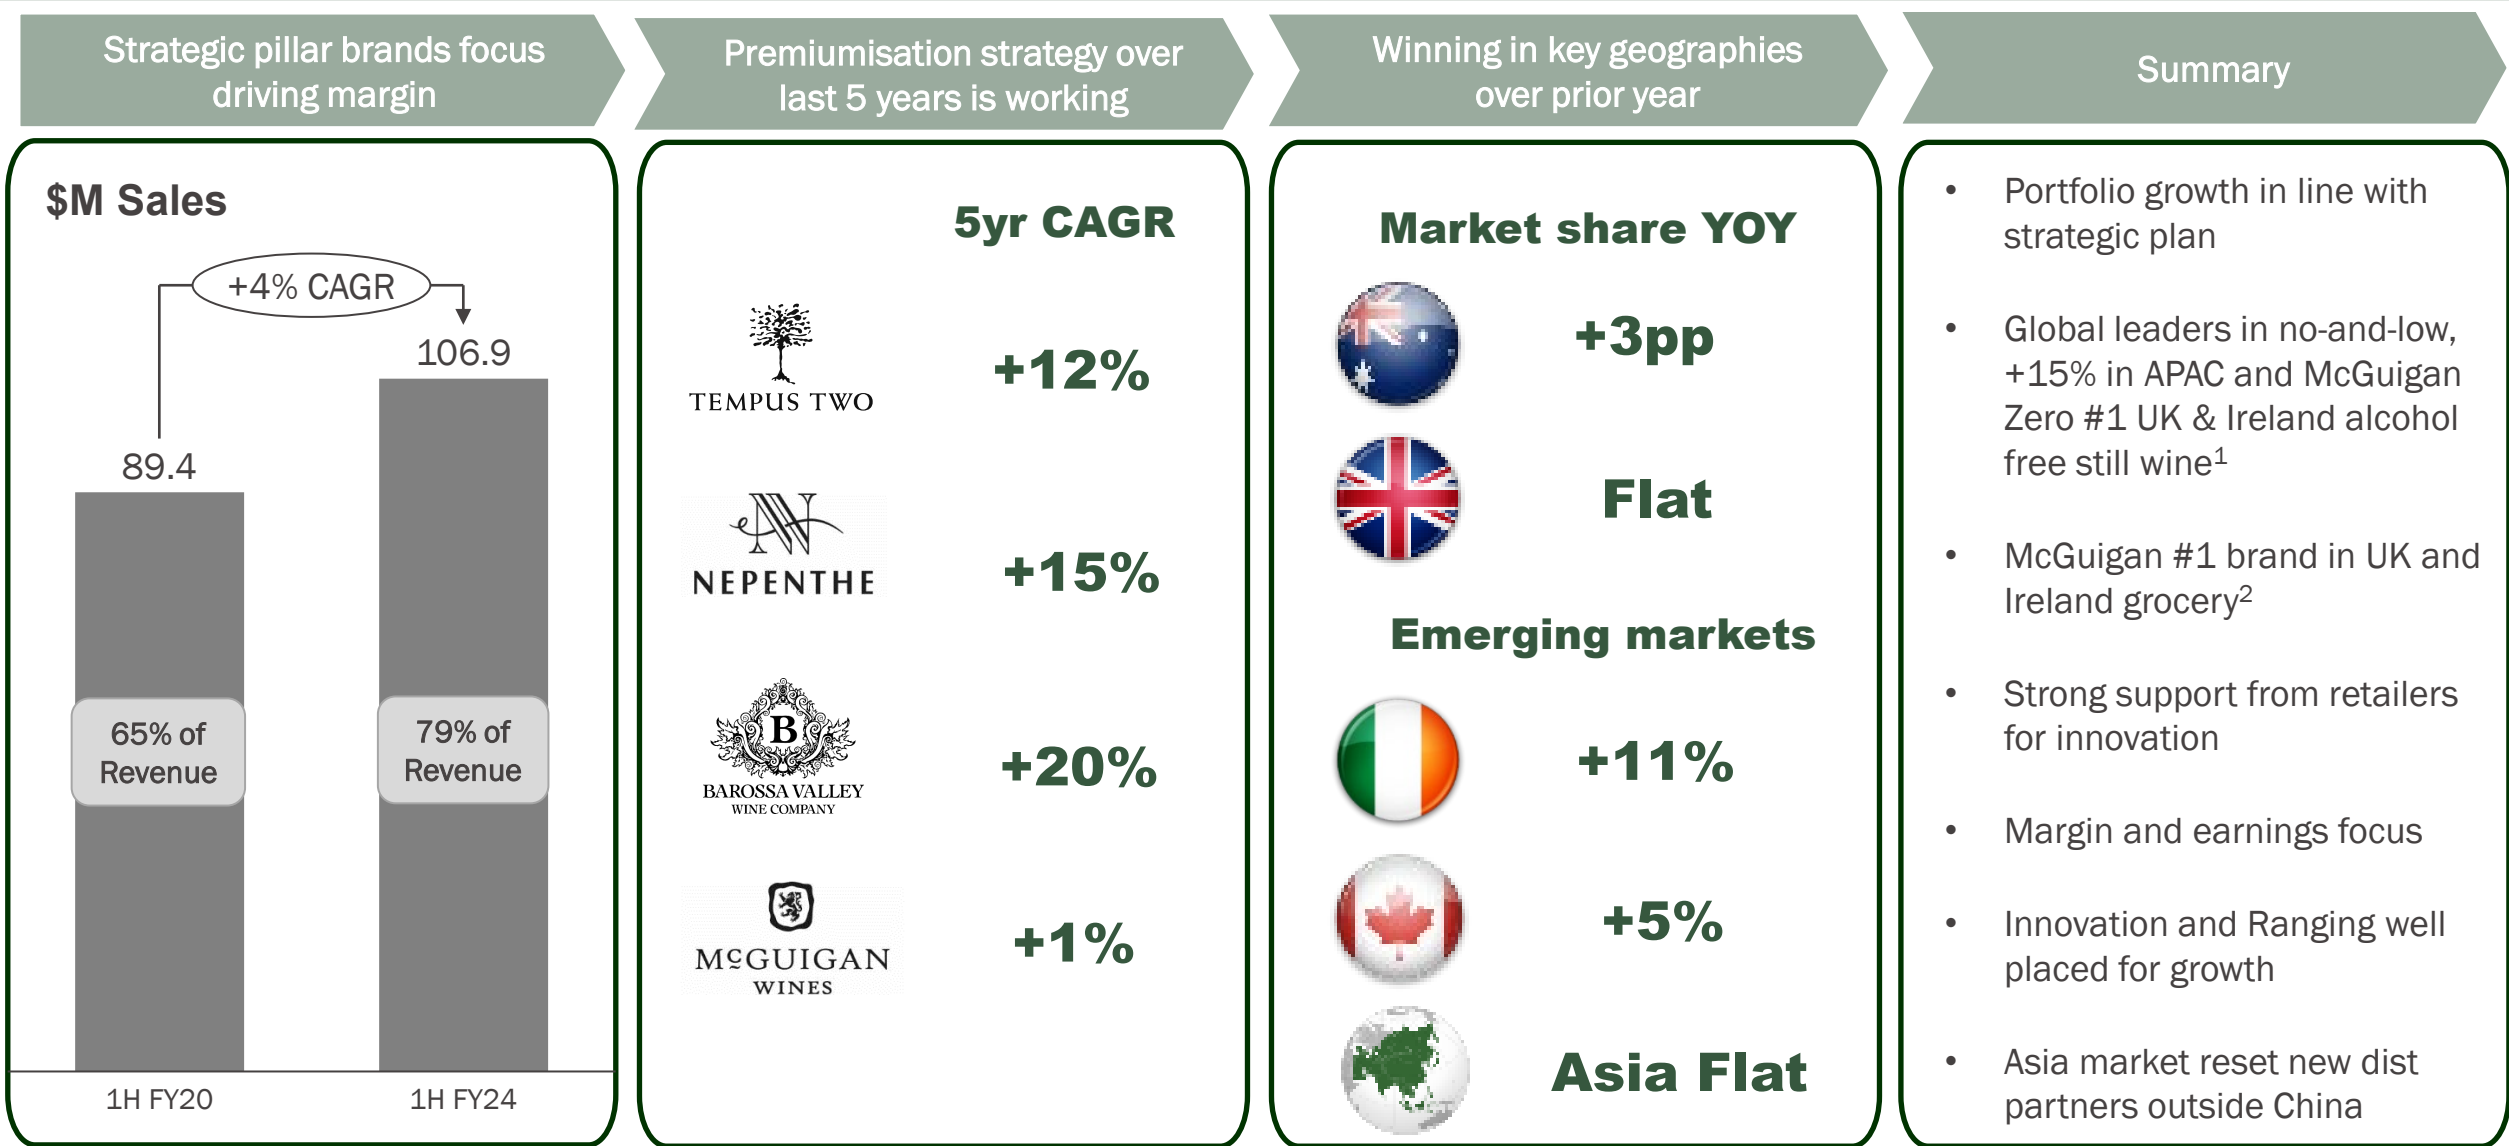 Strategic pillar brands focus
driving margin
$M Sales
+4% CAGR
106.9
89.4
65% of
Revenue
79% of
Revenue
1H FY20
1H FY24
Premiumisation strategy over
last 5 years is working
5yr CAGR
TEMPUS TWO
+12%
N
NEPENTHE
+15%
B
BAROSSA VALLEY
WINE COMPANY
+20%
McGUIGAN
WINES
+1%
Winning in key geographies
over prior year
Market share YOY
+3pp
Flat
Emerging markets
+11%
+5%
Asia Flat
Summary
• Portfolio growth in line with
strategic plan
• Global leaders in no-and-low,
+15% in APAC and McGuigan
Zero #1 UK & Ireland alcohol
free still wine¹
• McGuigan #1 brand in UK and
Ireland grocery²
• Strong support from retailers
for innovation
• Margin and earnings focus
• Innovation and Ranging well
placed for growth
• Asia market reset new dist
partners outside China